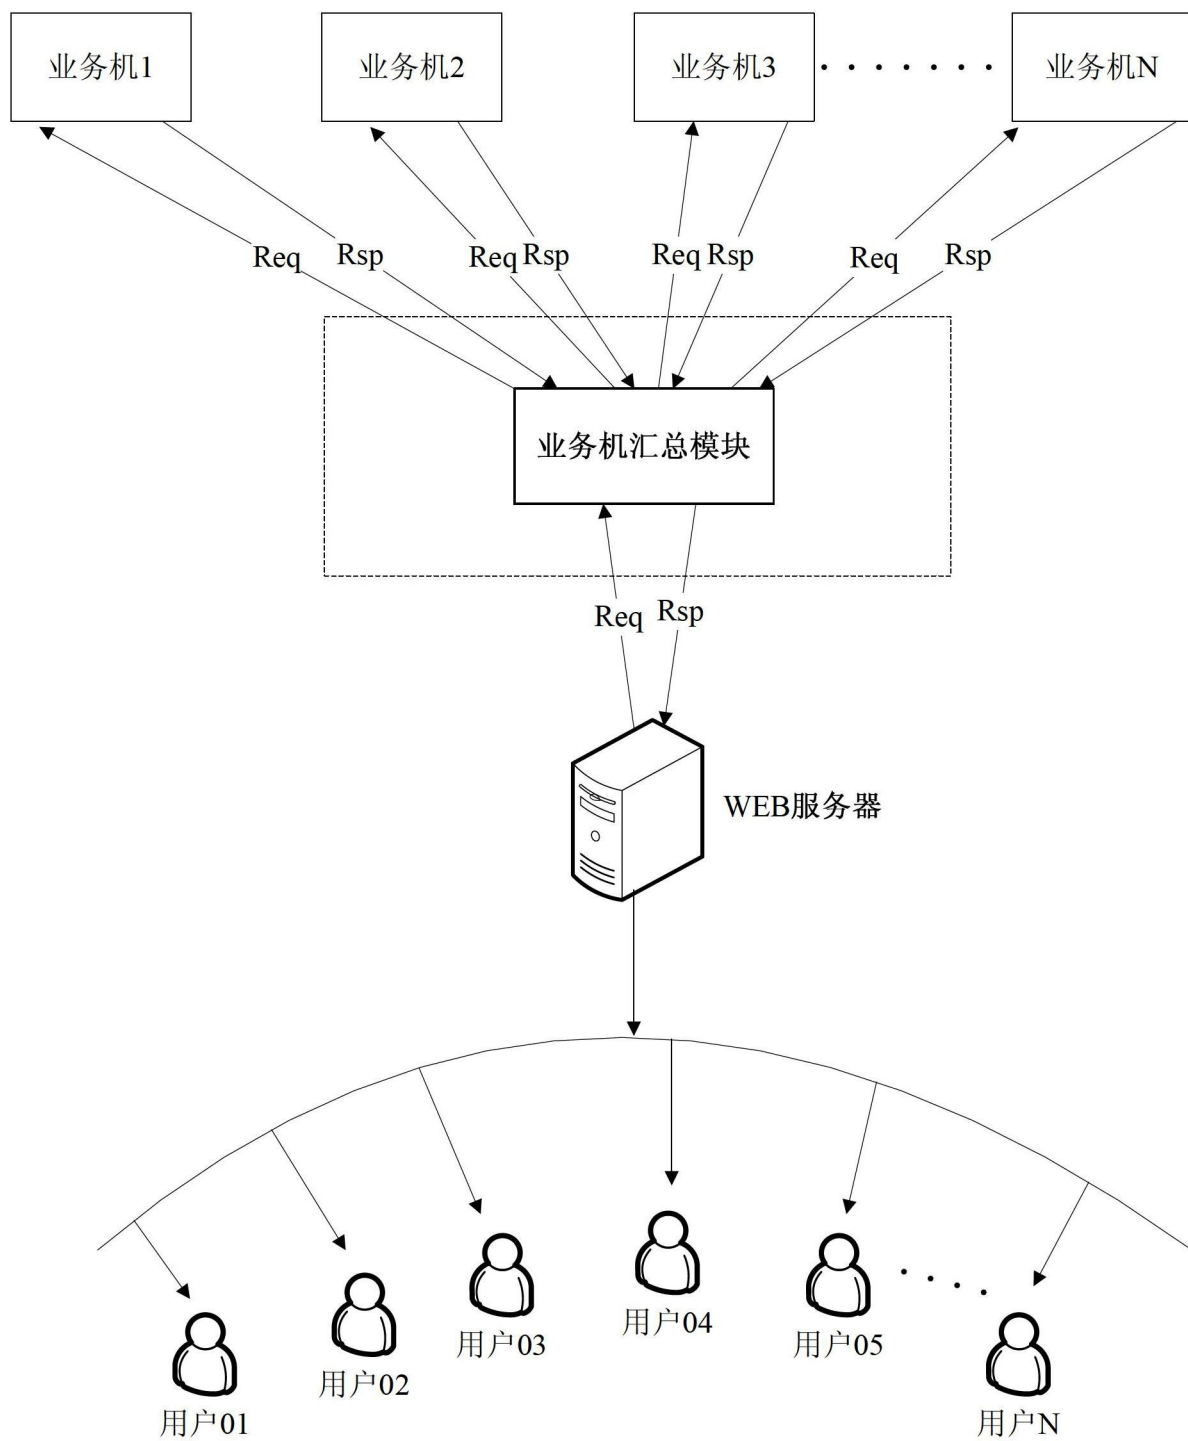 业务机1
业务机2
业务机3
业务机N
Req
Rsp
Req
Rsp
Req
Rsp
Req
Rsp
业务机汇总模块
Req
Rsp
WEB服务器
用户01
用户02
用户03
用户04
用户05
用户N